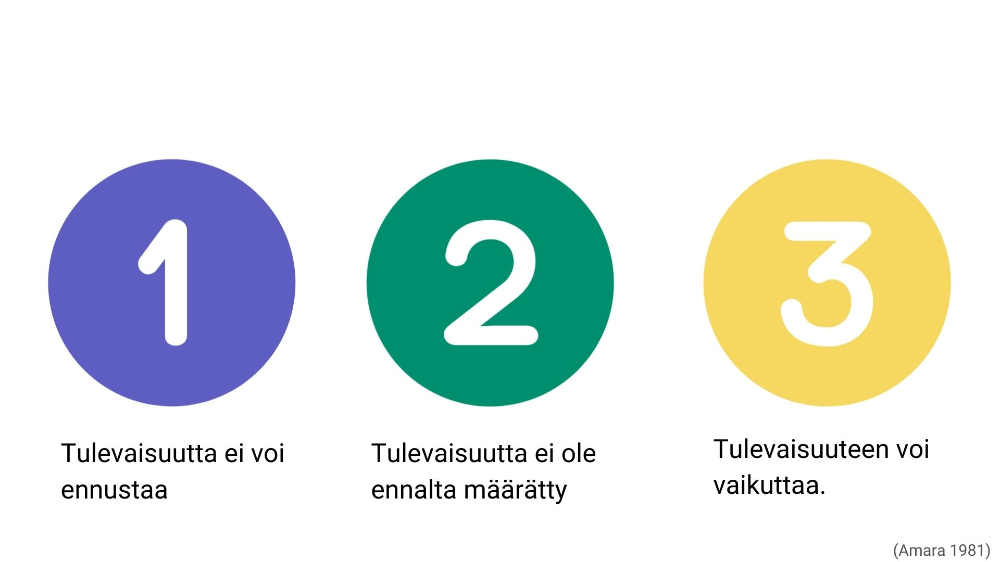 1
Tulevaisuutta ei voi
ennustaa
2
Tulevaisuutta ei ole
ennalta määrätty
3
Tulevaisuuteen voi
vaikuttaa.
(Amara 1981)